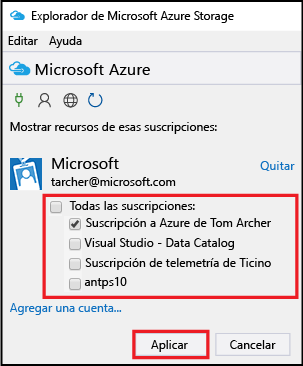 Explorador de Microsoft Azure Storage
Editar Ayuda
Microsoft Azure
Mostrar recursos de esas suscripciones:
Microsoft Quitar
tarcher@microsoft.com
Todas las suscripciones:
Suscripción a Azure de Tom Archer
Visual Studio - Data Catalog
Suscripción de telemetría de Ticino
antps10
Agregar una cuenta...
Aplicar Cancelar